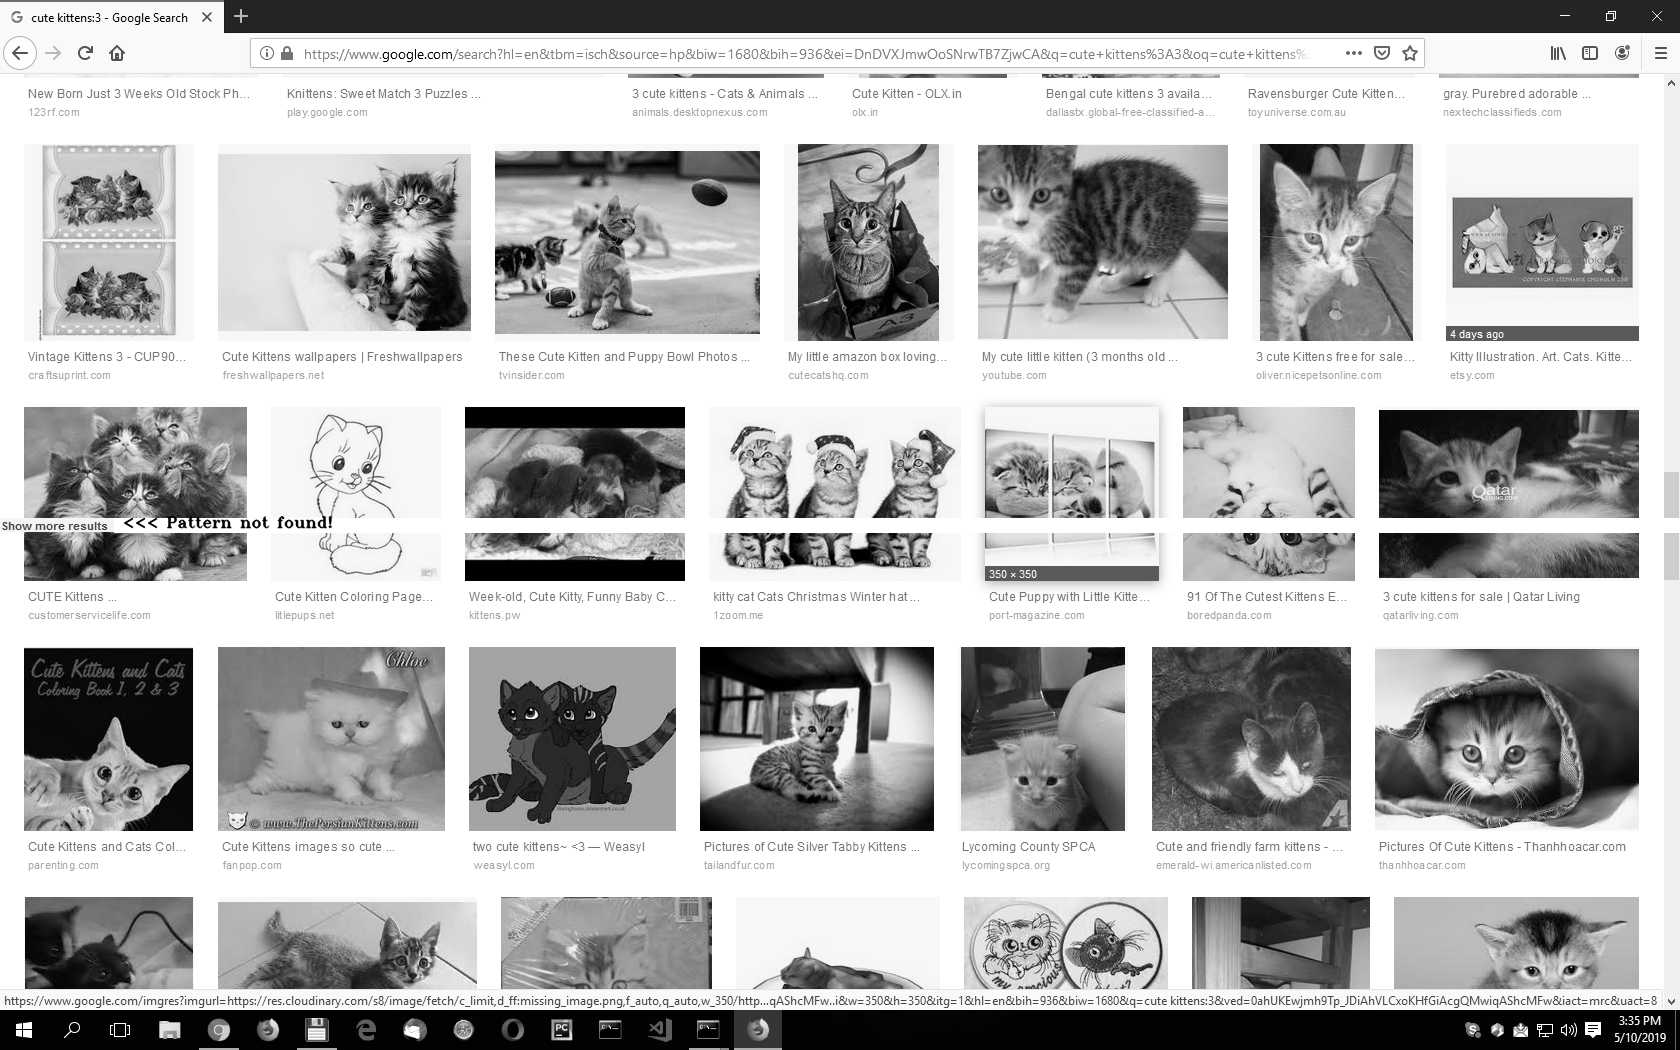 cute kittens:3 - Google Search
https://www.google.com/search?hl=en&tbm=isch&source=hp&biw=1680&bih=936&ei=DnDVXJmwOoSNrwTB7ZjwCA&q=cute+kittens%3A3&oq=cute+kittens%
New Born Just 3 Weeks Old Stock Ph...
Knittens: Sweet Match 3 Puzzles ...
3 cute kittens - Cats & Animals ...
Cute Kitten - OLX.in
Bengal cute kittens 3 availa...
Ravensburger Cute Kitten...
gray. Purebred adorable ...
123rf.com
play.google.com
animals.desktopnexus.com
olx.in
dallastx.global-free-classified-a...
toyuniverse.com.au
nextechclassifieds.com
A3
4 days ago
Vintage Kittens 3 - CUP90...
Cute Kittens wallpapers | Freshwallpapers
These Cute Kitten and Puppy Bowl Photos ...
My little amazon box loving...
My cute little kitten (3 months old ...
3 cute Kittens free for sale...
Kitty Illustration. Art. Cats. Kitte...
craftsuprint.com
freshwallpapers.net
tvinsider.com
cutecatshq.com
youtube.com
oliver.nicepetsonline.com
etsy.com
Qatar
LIVING.COM
Show more results
<<< Pattern not found!
350 × 350
CUTE Kittens ...
Cute Kitten Coloring Page...
Week-old, Cute Kitty, Funny Baby C...
kitty cat Cats Christmas Winter hat ...
Cute Puppy with Little Kitte...
91 Of The Cutest Kittens E...
3 cute kittens for sale | Qatar Living
customerservicelife.com
litlepups.net
kittens.pw
1zoom.me
port-magazine.com
boredpanda.com
qatarliving.com
Cute Kittens and Cats
Coloring Book 1, 2 & 3
Chloe
© www.ThePersianKittens.com
Cute Kittens and Cats Col...
Cute Kittens images so cute ...
two cute kittens~ <3 — Weasyl
Pictures of Cute Silver Tabby Kittens ...
Lycoming County SPCA
Cute and friendly farm kittens - ...
Pictures Of Cute Kittens - Thanhhoacar.com
parenting.com
fanpop.com
weasyl.com
tailandfur.com
lycomingspca.org
emerald-wi.americanlisted.com
thanhhoacar.com
https://www.google.com/imgres?imgurl=https://res.cloudinary.com/s8/image/fetch/c_limit,d_ff:missing_image.png,f_auto,q_auto,w_350/http...qAShcMFw..i&w=350&h=350&itg=1&hl=en&bih=936&biw=1680&q=cute kittens:3&ved=0ahUKEwjmh9Tp_JDiAhVLCxoKHfGiAcgQMwiqAShcMFw&iact=mrc&uact=8
3:35 PM
5/10/2019